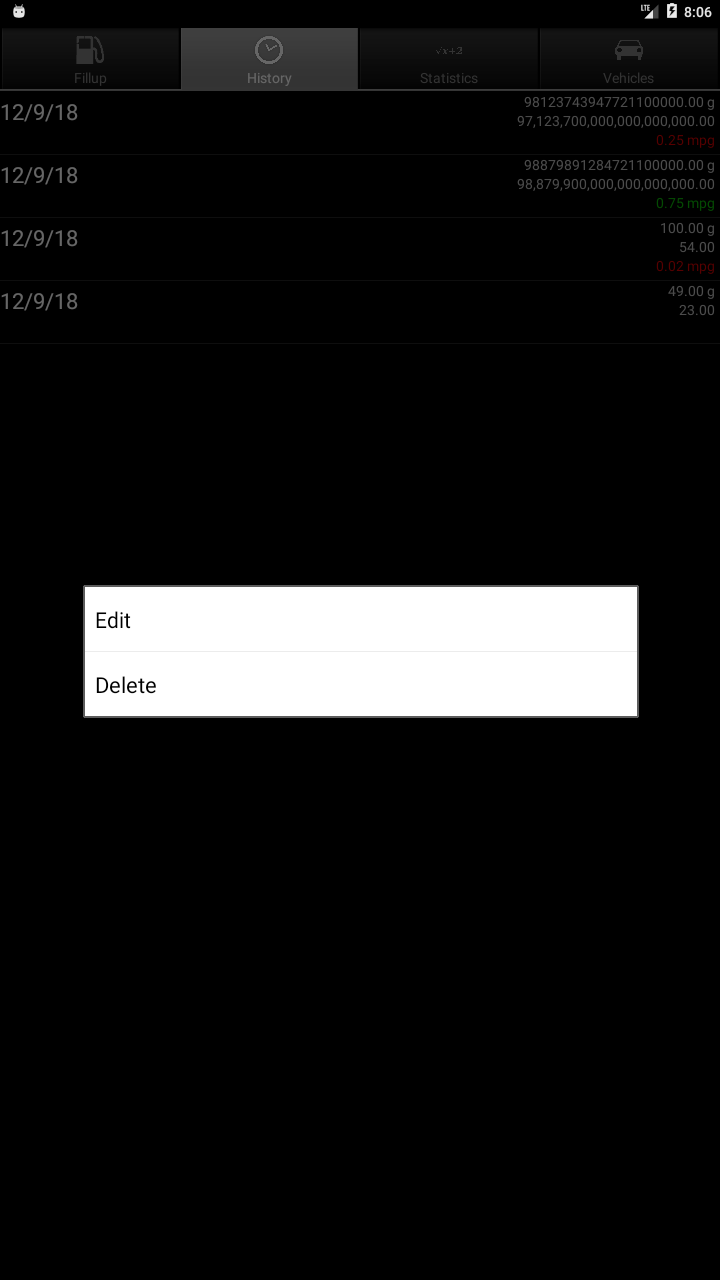 LTE 8:06
Fillup History √x+2 Statistics Vehicles
12/9/18
98123743947721100000.00 g
97,123,700,000,000,000,000.00
0.25 mpg
12/9/18
98879891284721100000.00 g
98,879,900,000,000,000,000.00
0.75 mpg
12/9/18
100.00 g
54.00
0.02 mpg
12/9/18
49.00 g
23.00
Edit
Delete